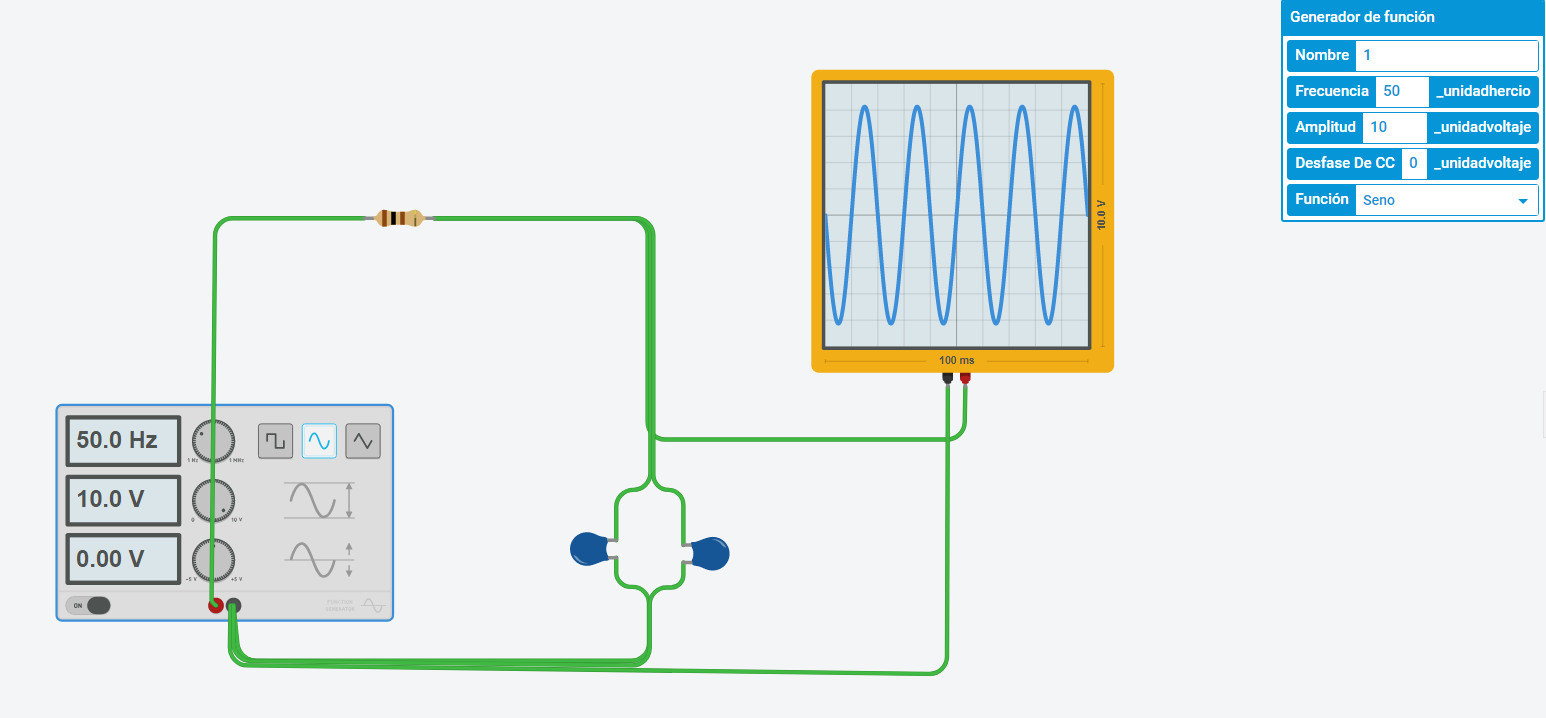 Generador de función
Nombre 1
Frecuencia 50 _unidadhercio
Amplitud 10 _unidadvoltaje
Desfase De CC 0 _unidadvoltaje
Función Seno
10.0 V
100 ms
50.0 Hz
1 Hz 1 MHz
10.0 V
0 10 V
0.00 V
-5 V +5 V
ON
FUNCTION
GENERATOR